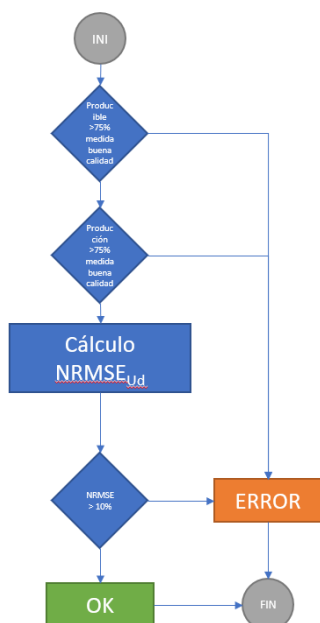 INI
Produc
ible
>75%
medida
buena
calidad
Produc
ción
>75%
medida
buena
calidad
Cálculo
NRMSE_Ud
NRMSE
> 10%
ERROR
OK
FIN